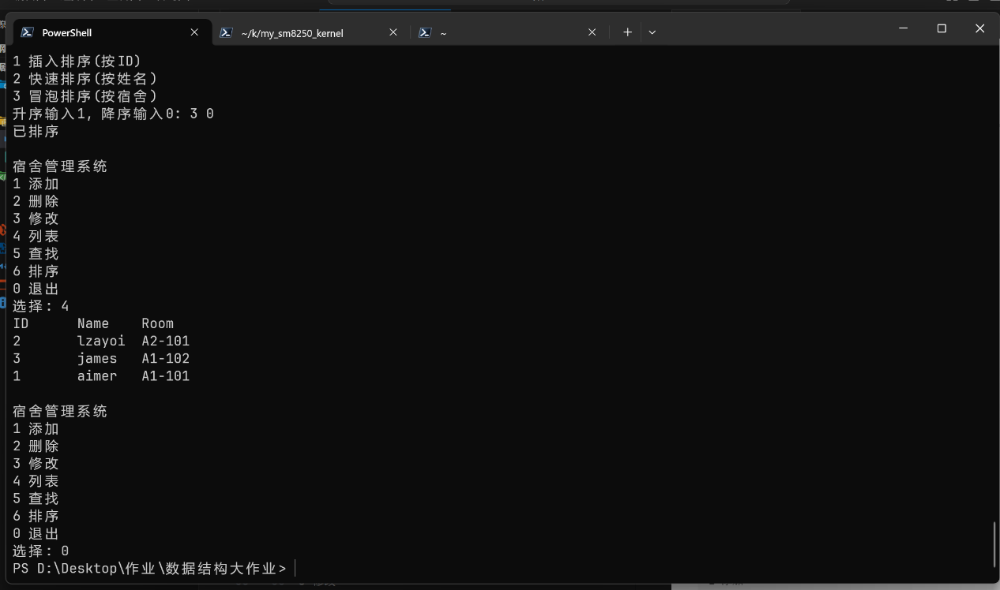 PowerShell
~/k/my_sm8250_kernel
~
1 插入排序(按ID)
2 快速排序(按姓名)
3 冒泡排序(按宿舍)
升序输入1, 降序输入0: 3 0
已排序
宿舍管理系统
1 添加
2 删除
3 修改
4 列表
5 查找
6 排序
0 退出
选择: 4
ID Name Room
2 lzayoi A2-101
3 james A1-102
1 aimer A1-101
宿舍管理系统
1 添加
2 删除
3 修改
4 列表
5 查找
6 排序
0 退出
选择: 0
PS D:\Desktop\作业\数据结构大作业>